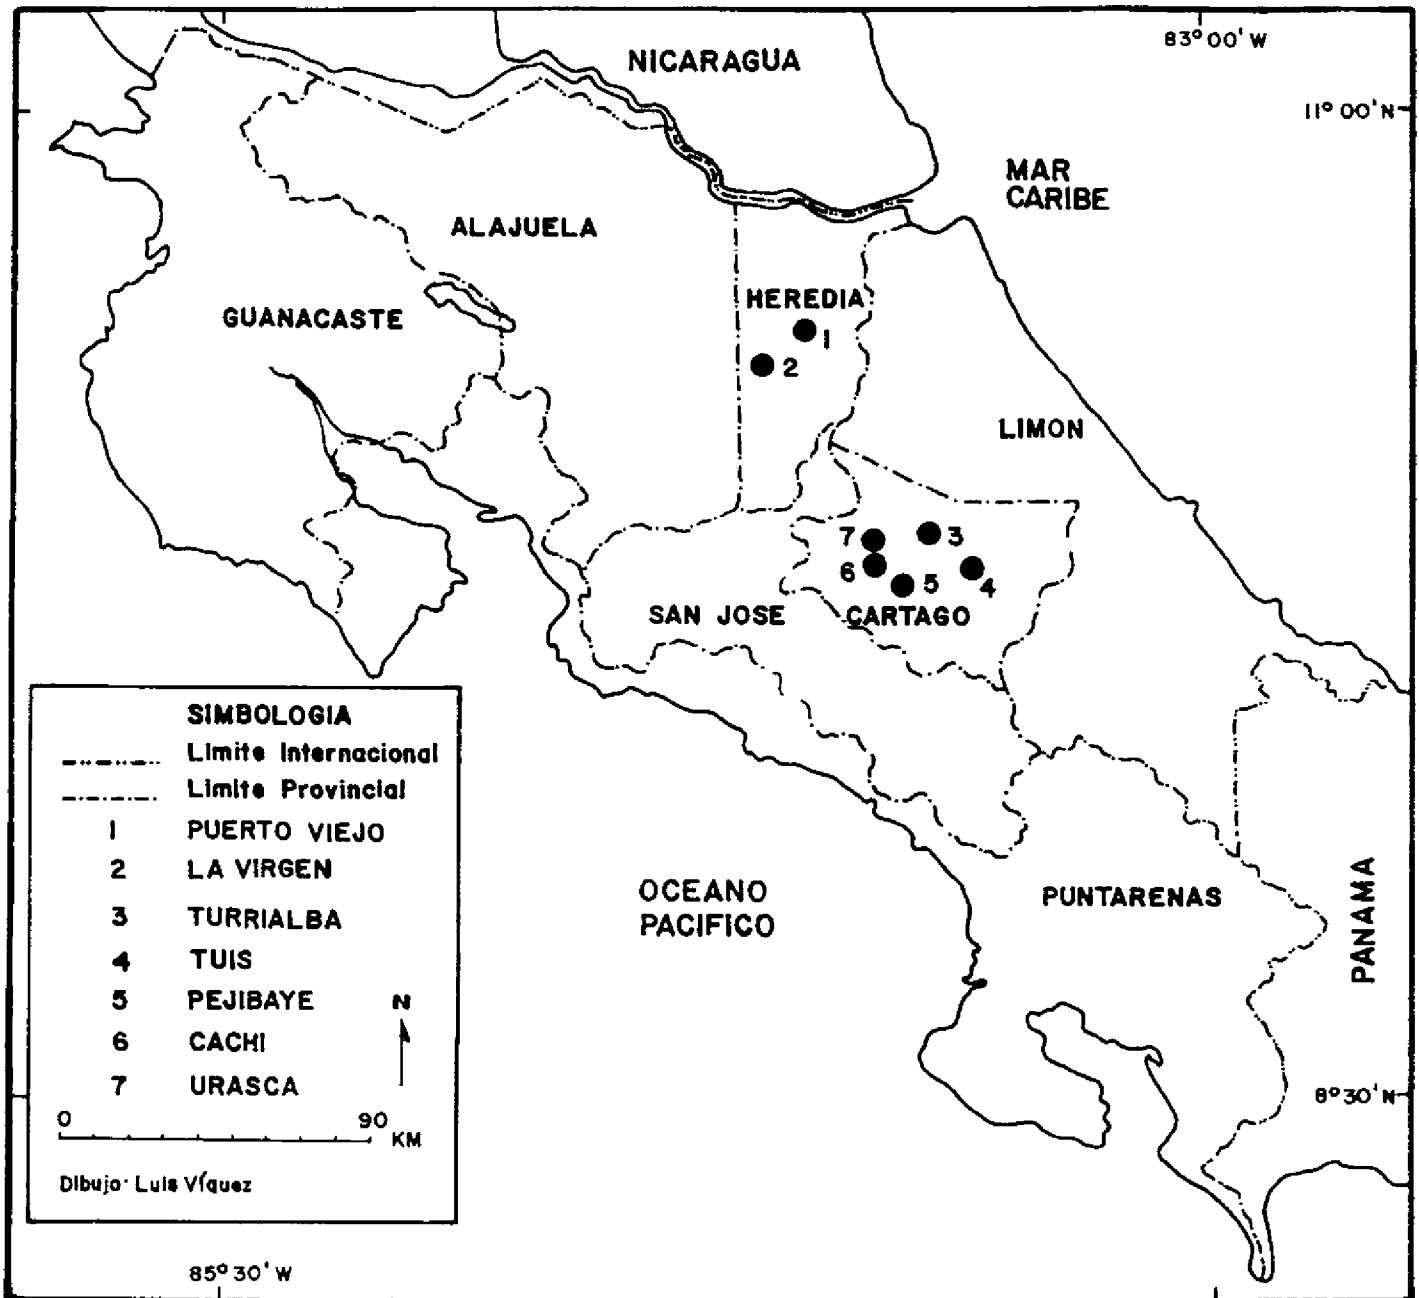 83°00'W
NICARAGUA
11°00'N
MAR
CARIBE
ALAJUELA
HEREDIA
GUANACASTE
1
2
LIMON
7
3
6
5
4
SAN JOSE
CARTAGO
SIMBOLOGIA
Limite Internacional
Limite Provincial
1 PUERTO VIEJO
2 LA VIRGEN
3 TURRIALBA
4 TUIS
5 PEJIBAYE
6 CACHI
7 URASCA
N
0 90
KM
Dibujo: Luis Víquez
OCEANO
PACIFICO
PUNTARENAS
PANAMA
8°30'N
85°30'W